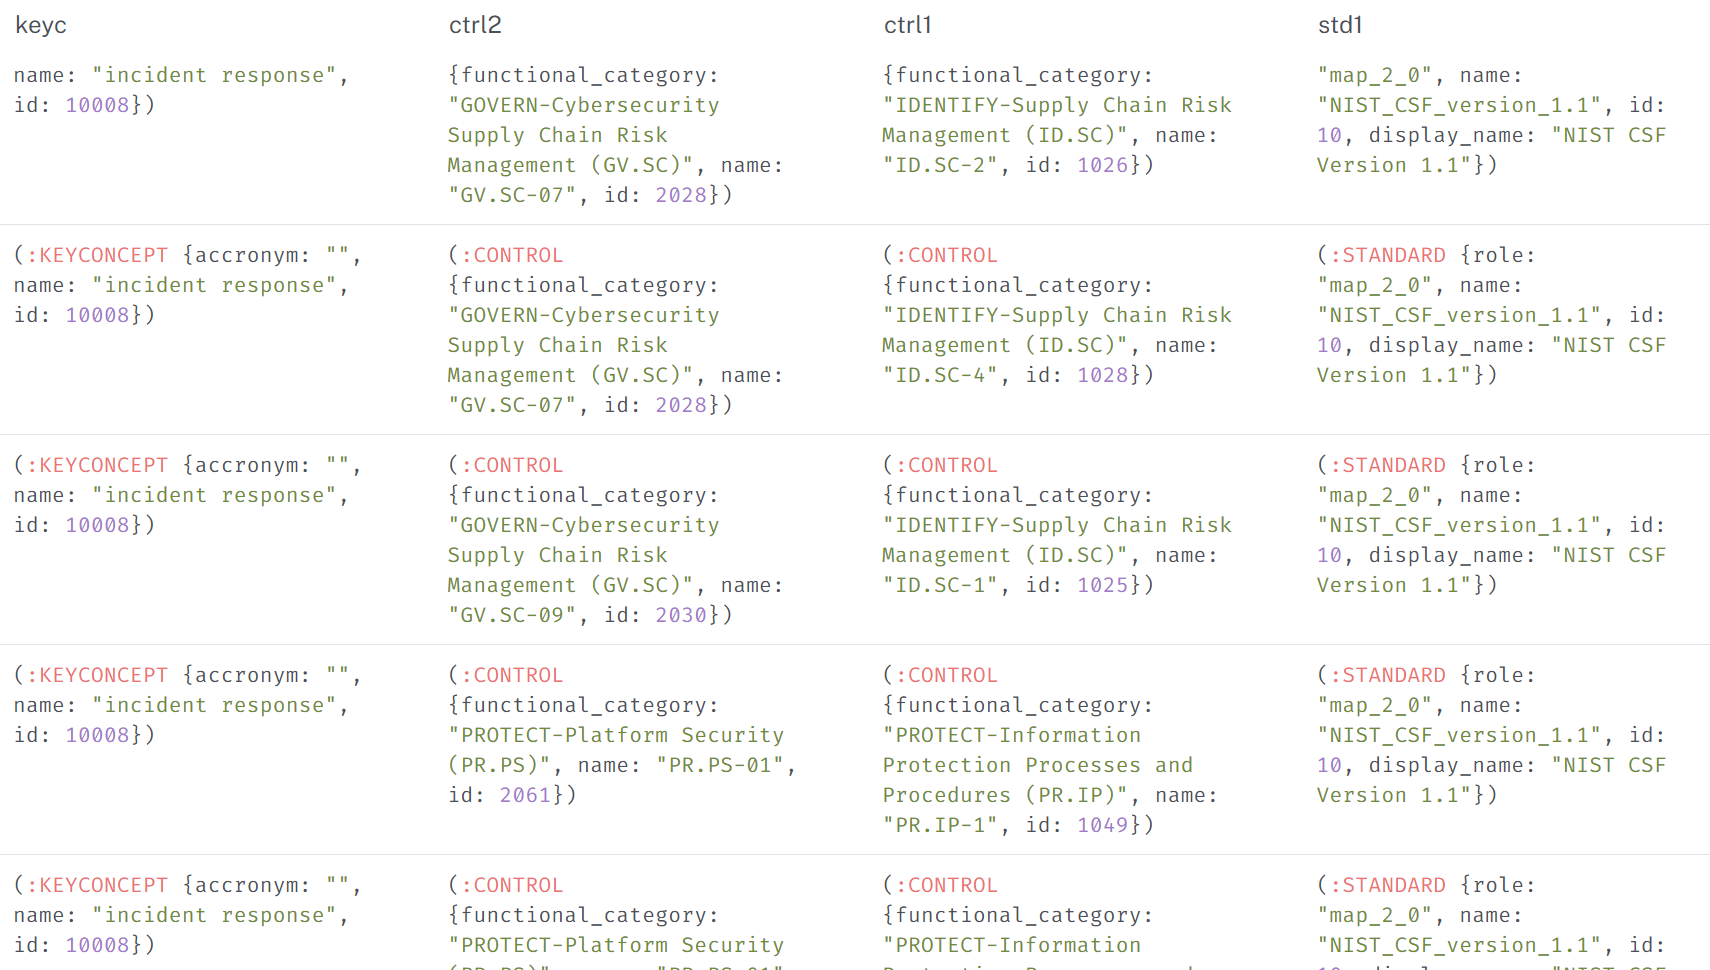 keyc
ctrl2
ctrl1
std1
name: "incident response",
id: 10008})
{functional_category:
"GOVERN-Cybersecurity
Supply Chain Risk
Management (GV.SC)", name:
"GV.SC-07", id: 2028})
{functional_category:
"IDENTIFY-Supply Chain Risk
Management (ID.SC)", name:
"ID.SC-2", id: 1026})
"map_2_0", name:
"NIST_CSF_version_1.1", id:
10, display_name: "NIST CSF
Version 1.1"})
(:KEYCONCEPT {accronym: "",
name: "incident response",
id: 10008})
(:CONTROL
{functional_category:
"GOVERN-Cybersecurity
Supply Chain Risk
Management (GV.SC)", name:
"GV.SC-07", id: 2028})
(:CONTROL
{functional_category:
"IDENTIFY-Supply Chain Risk
Management (ID.SC)", name:
"ID.SC-4", id: 1028})
(:STANDARD {role:
"map_2_0", name:
"NIST_CSF_version_1.1", id:
10, display_name: "NIST CSF
Version 1.1"})
(:KEYCONCEPT {accronym: "",
name: "incident response",
id: 10008})
(:CONTROL
{functional_category:
"GOVERN-Cybersecurity
Supply Chain Risk
Management (GV.SC)", name:
"GV.SC-09", id: 2030})
(:CONTROL
{functional_category:
"IDENTIFY-Supply Chain Risk
Management (ID.SC)", name:
"ID.SC-1", id: 1025})
(:STANDARD {role:
"map_2_0", name:
"NIST_CSF_version_1.1", id:
10, display_name: "NIST CSF
Version 1.1"})
(:KEYCONCEPT {accronym: "",
name: "incident response",
id: 10008})
(:CONTROL
{functional_category:
"PROTECT-Platform Security
(PR.PS)", name: "PR.PS-01",
id: 2061})
(:CONTROL
{functional_category:
"PROTECT-Information
Protection Processes and
Procedures (PR.IP)", name:
"PR.IP-1", id: 1049})
(:STANDARD {role:
"map_2_0", name:
"NIST_CSF_version_1.1", id:
10, display_name: "NIST CSF
Version 1.1"})
(:KEYCONCEPT {accronym: "",
name: "incident response",
id: 10008})
(:CONTROL
{functional_category:
"PROTECT-Platform Security
(:CONTROL
{functional_category:
"PROTECT-Information
(:STANDARD {role:
"map_2_0", name:
"NIST_CSF_version_1.1", id: